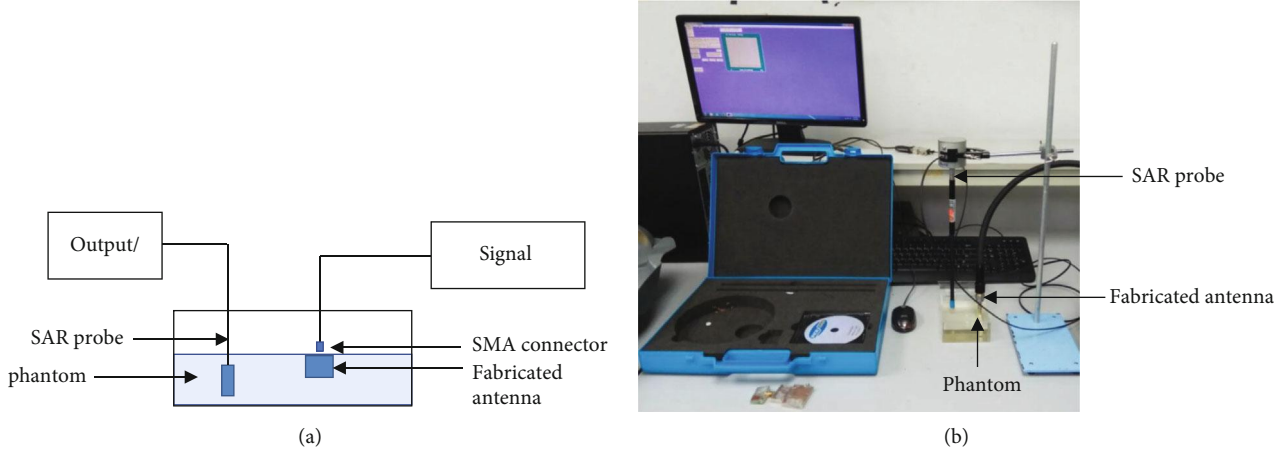 Output/
Signal
SAR probe
phantom
SMA connector
Fabricated
antenna
(a)
SAR probe
Fabricated antenna
Phantom
(b)